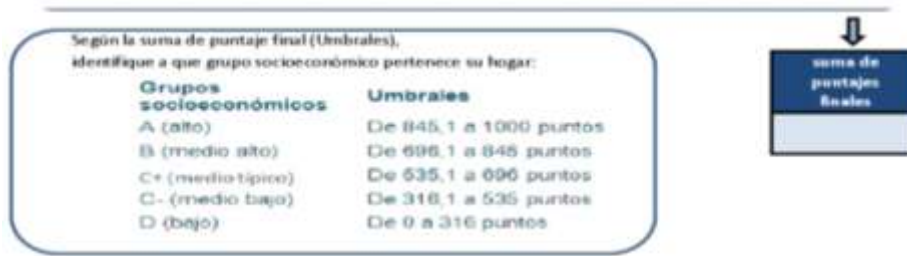 Según la suma de puntaje final (Umbrales),
identifique a que grupo socioeconómico pertenece su hogar:
Grupos socioeconómicos Umbrales
A (alto) De 845,1 a 1000 puntos
B (medio alto) De 696,1 a 845 puntos
C+ (medio típico) De 535,1 a 696 puntos
C- (medio bajo) De 316,1 a 535 puntos
D (bajo) De 0 a 316 puntos
suma de
puntajes
finales